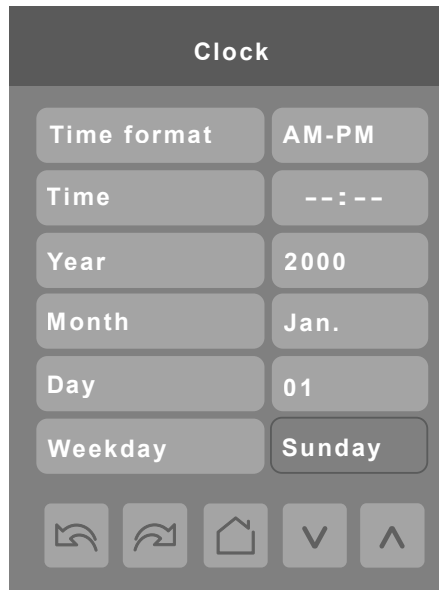 Clock
Time format AM-PM
Time --:--
Year 2000
Month Jan.
Day 01
Weekday Sunday